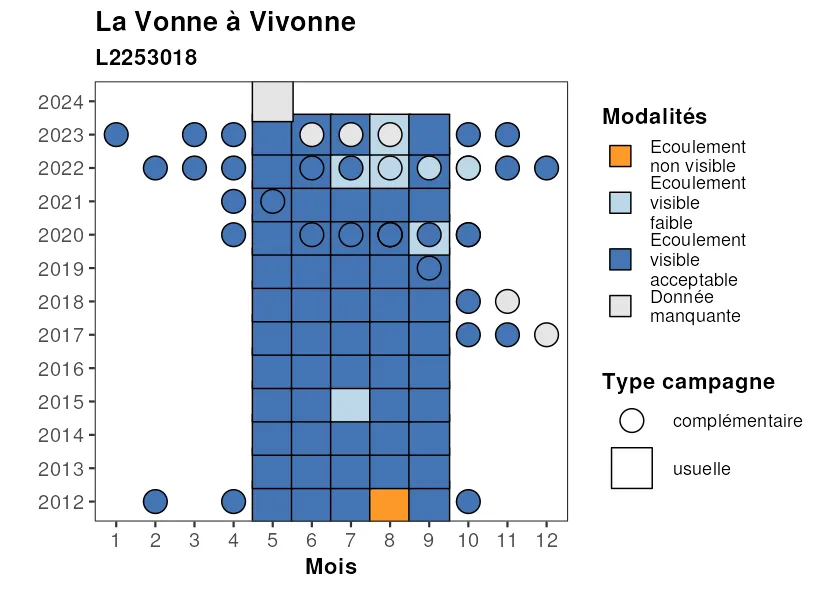 La Vonne à Vivonne
L2253018
2024
2023
2022
2021
2020
2019
2018
2017
2016
2015
2014
2013
2012
1 2 3 4 5 6 7 8 9 10 11 12
Mois
Modalités
Ecoulement
non visible
Ecoulement
visible
faible
Ecoulement
visible
acceptable
Donnée
manquante
Type campagne
complémentaire
usuelle